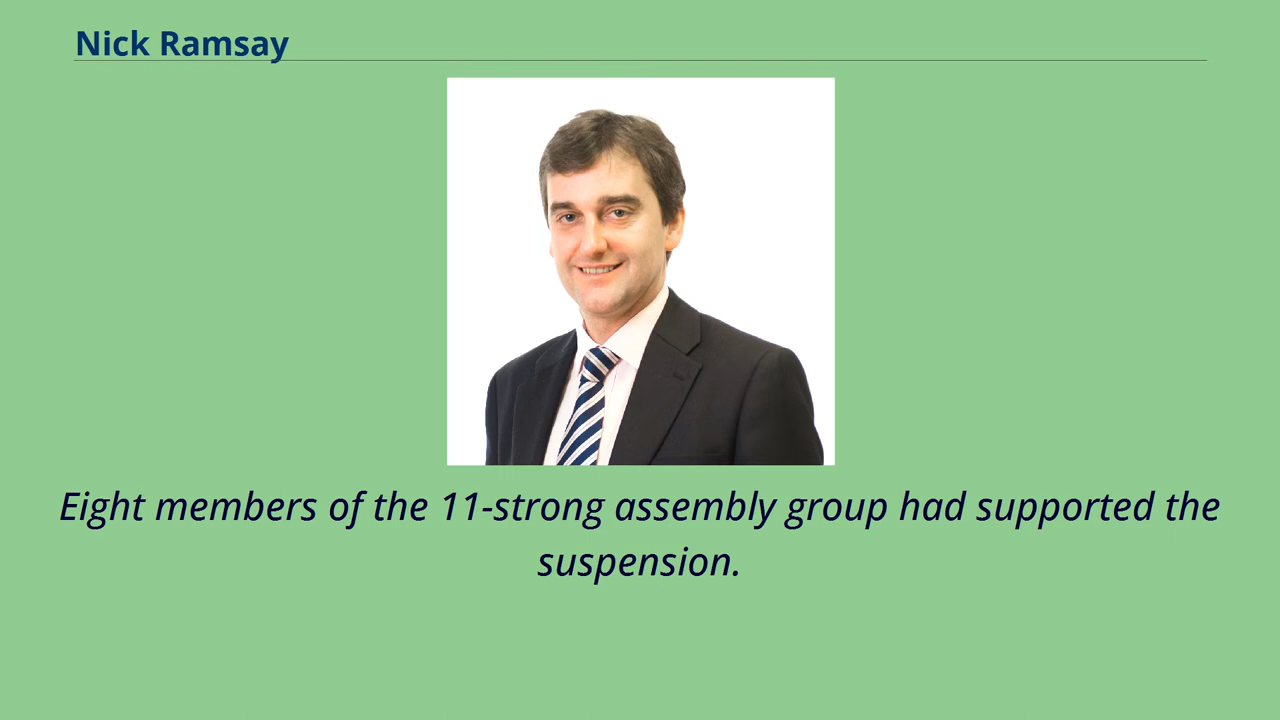 Nick Ramsay
Eight members of the 11-strong assembly group had supported the
suspension.